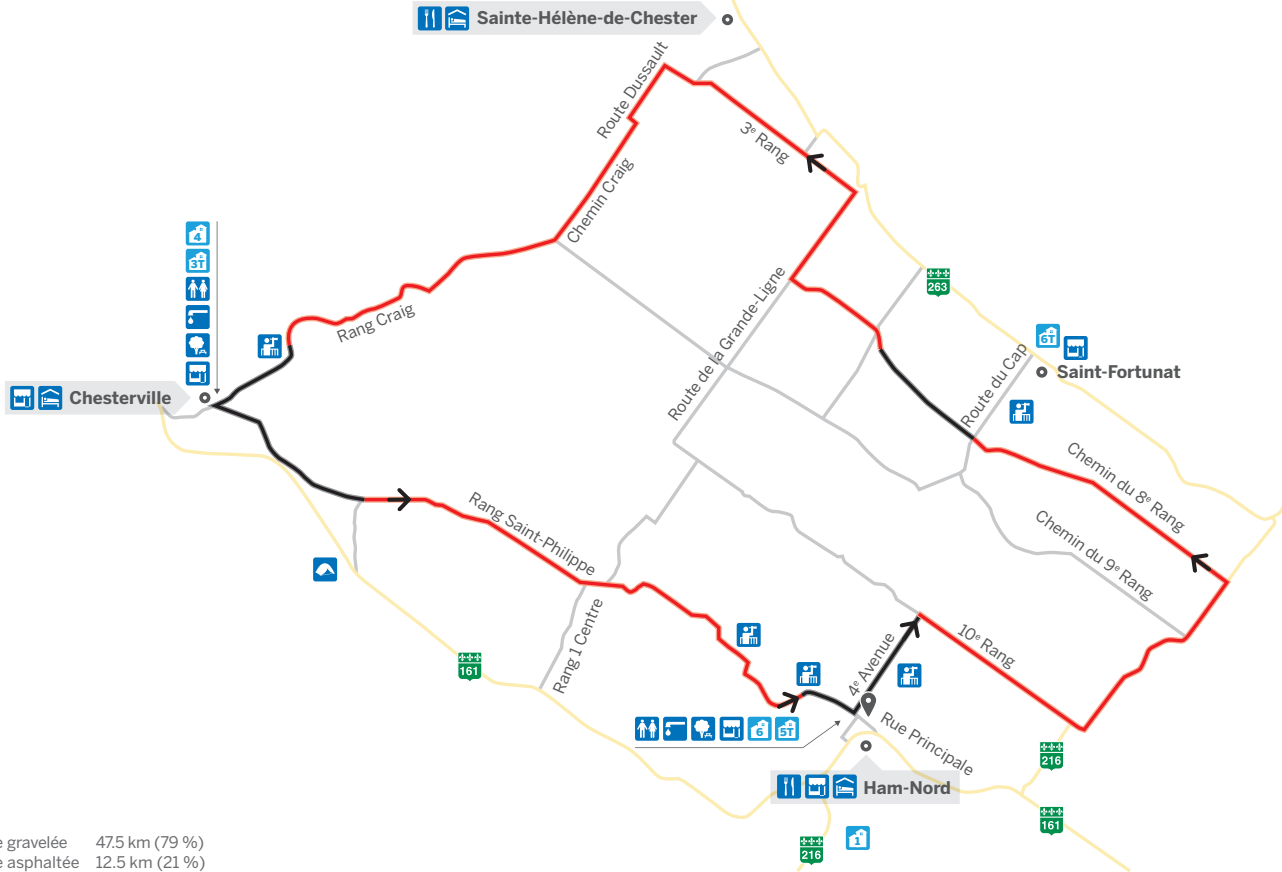 Sainte-Hélène-de-Chester
Route Dussault
3e Rang
Chemin Craig
4
3T
Rang Craig
Route de la Grande-Ligne
263
6T
Saint-Fortunat
Route du Cap
Chesterville
Chemin du 8e Rang
Chemin du 9e Rang
Rang Saint-Philippe
Rang 1 Centre
161
4e Avenue
10e Rang
Rue Principale
6
5T
216
Ham-Nord
161
1
216
e gravelée 47.5 km (79 %)
e asphaltée 12.5 km (21 %)